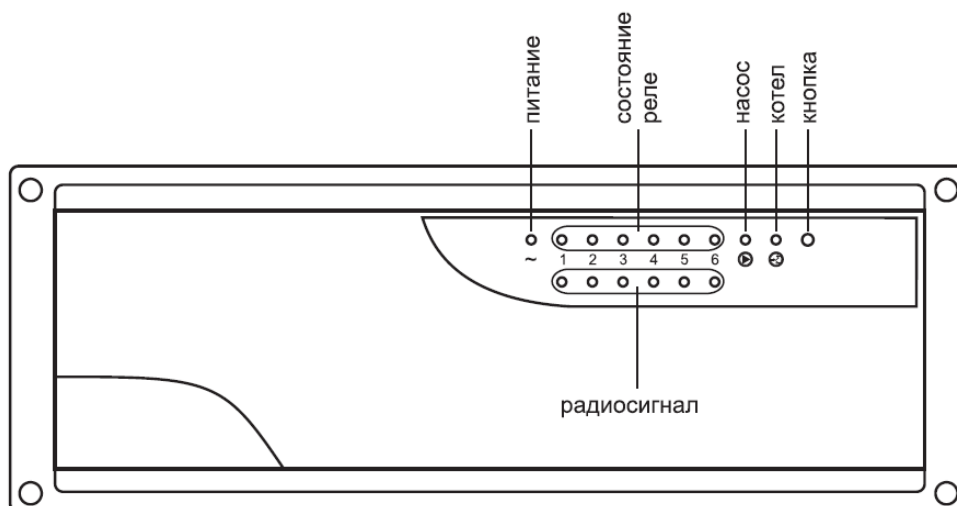 питание
состояние
реле
насос
котел
кнопка
~
1 2 3 4 5 6
радиосигнал